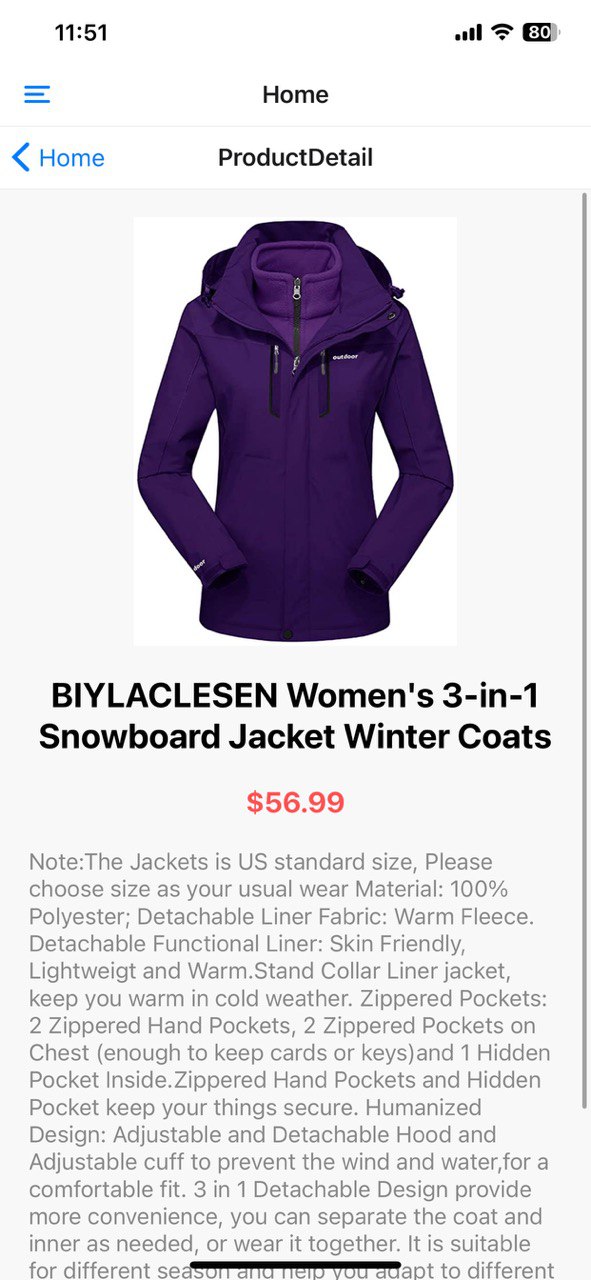 11:51
80
Home
Home
ProductDetail
outdoor
door
BIYLACLESEN Women's 3-in-1
Snowboard Jacket Winter Coats
$56.99
Note:The Jackets is US standard size, Please
choose size as your usual wear Material: 100%
Polyester; Detachable Liner Fabric: Warm Fleece.
Detachable Functional Liner: Skin Friendly,
Lightweigt and Warm.Stand Collar Liner jacket,
keep you warm in cold weather. Zippered Pockets:
2 Zippered Hand Pockets, 2 Zippered Pockets on
Chest (enough to keep cards or keys)and 1 Hidden
Pocket Inside.Zippered Hand Pockets and Hidden
Pocket keep your things secure. Humanized
Design: Adjustable and Detachable Hood and
Adjustable cuff to prevent the wind and water,for a
comfortable fit. 3 in 1 Detachable Design provide
more convenience, you can separate the coat and
inner as needed, or wear it together. It is suitable
for different season and help you adapt to different